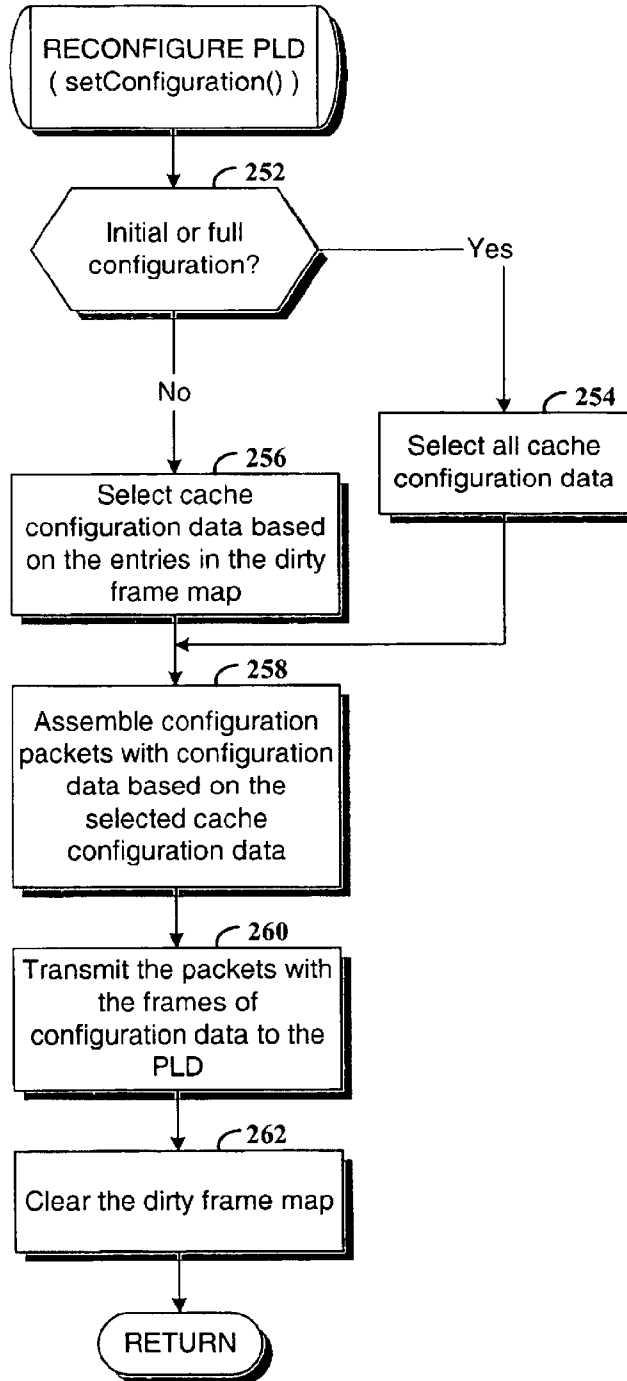 RECONFIGURE PLD
( setConfiguration() )
252
Initial or full
configuration?
Yes
No
254
Select all cache
configuration data
256
Select cache
configuration data based
on the entries in the dirty
frame map
258
Assemble configuration
packets with configuration
data based on the
selected cache
configuration data
260
Transmit the packets with
the frames of
configuration data to the
PLD
262
Clear the dirty frame map
RETURN